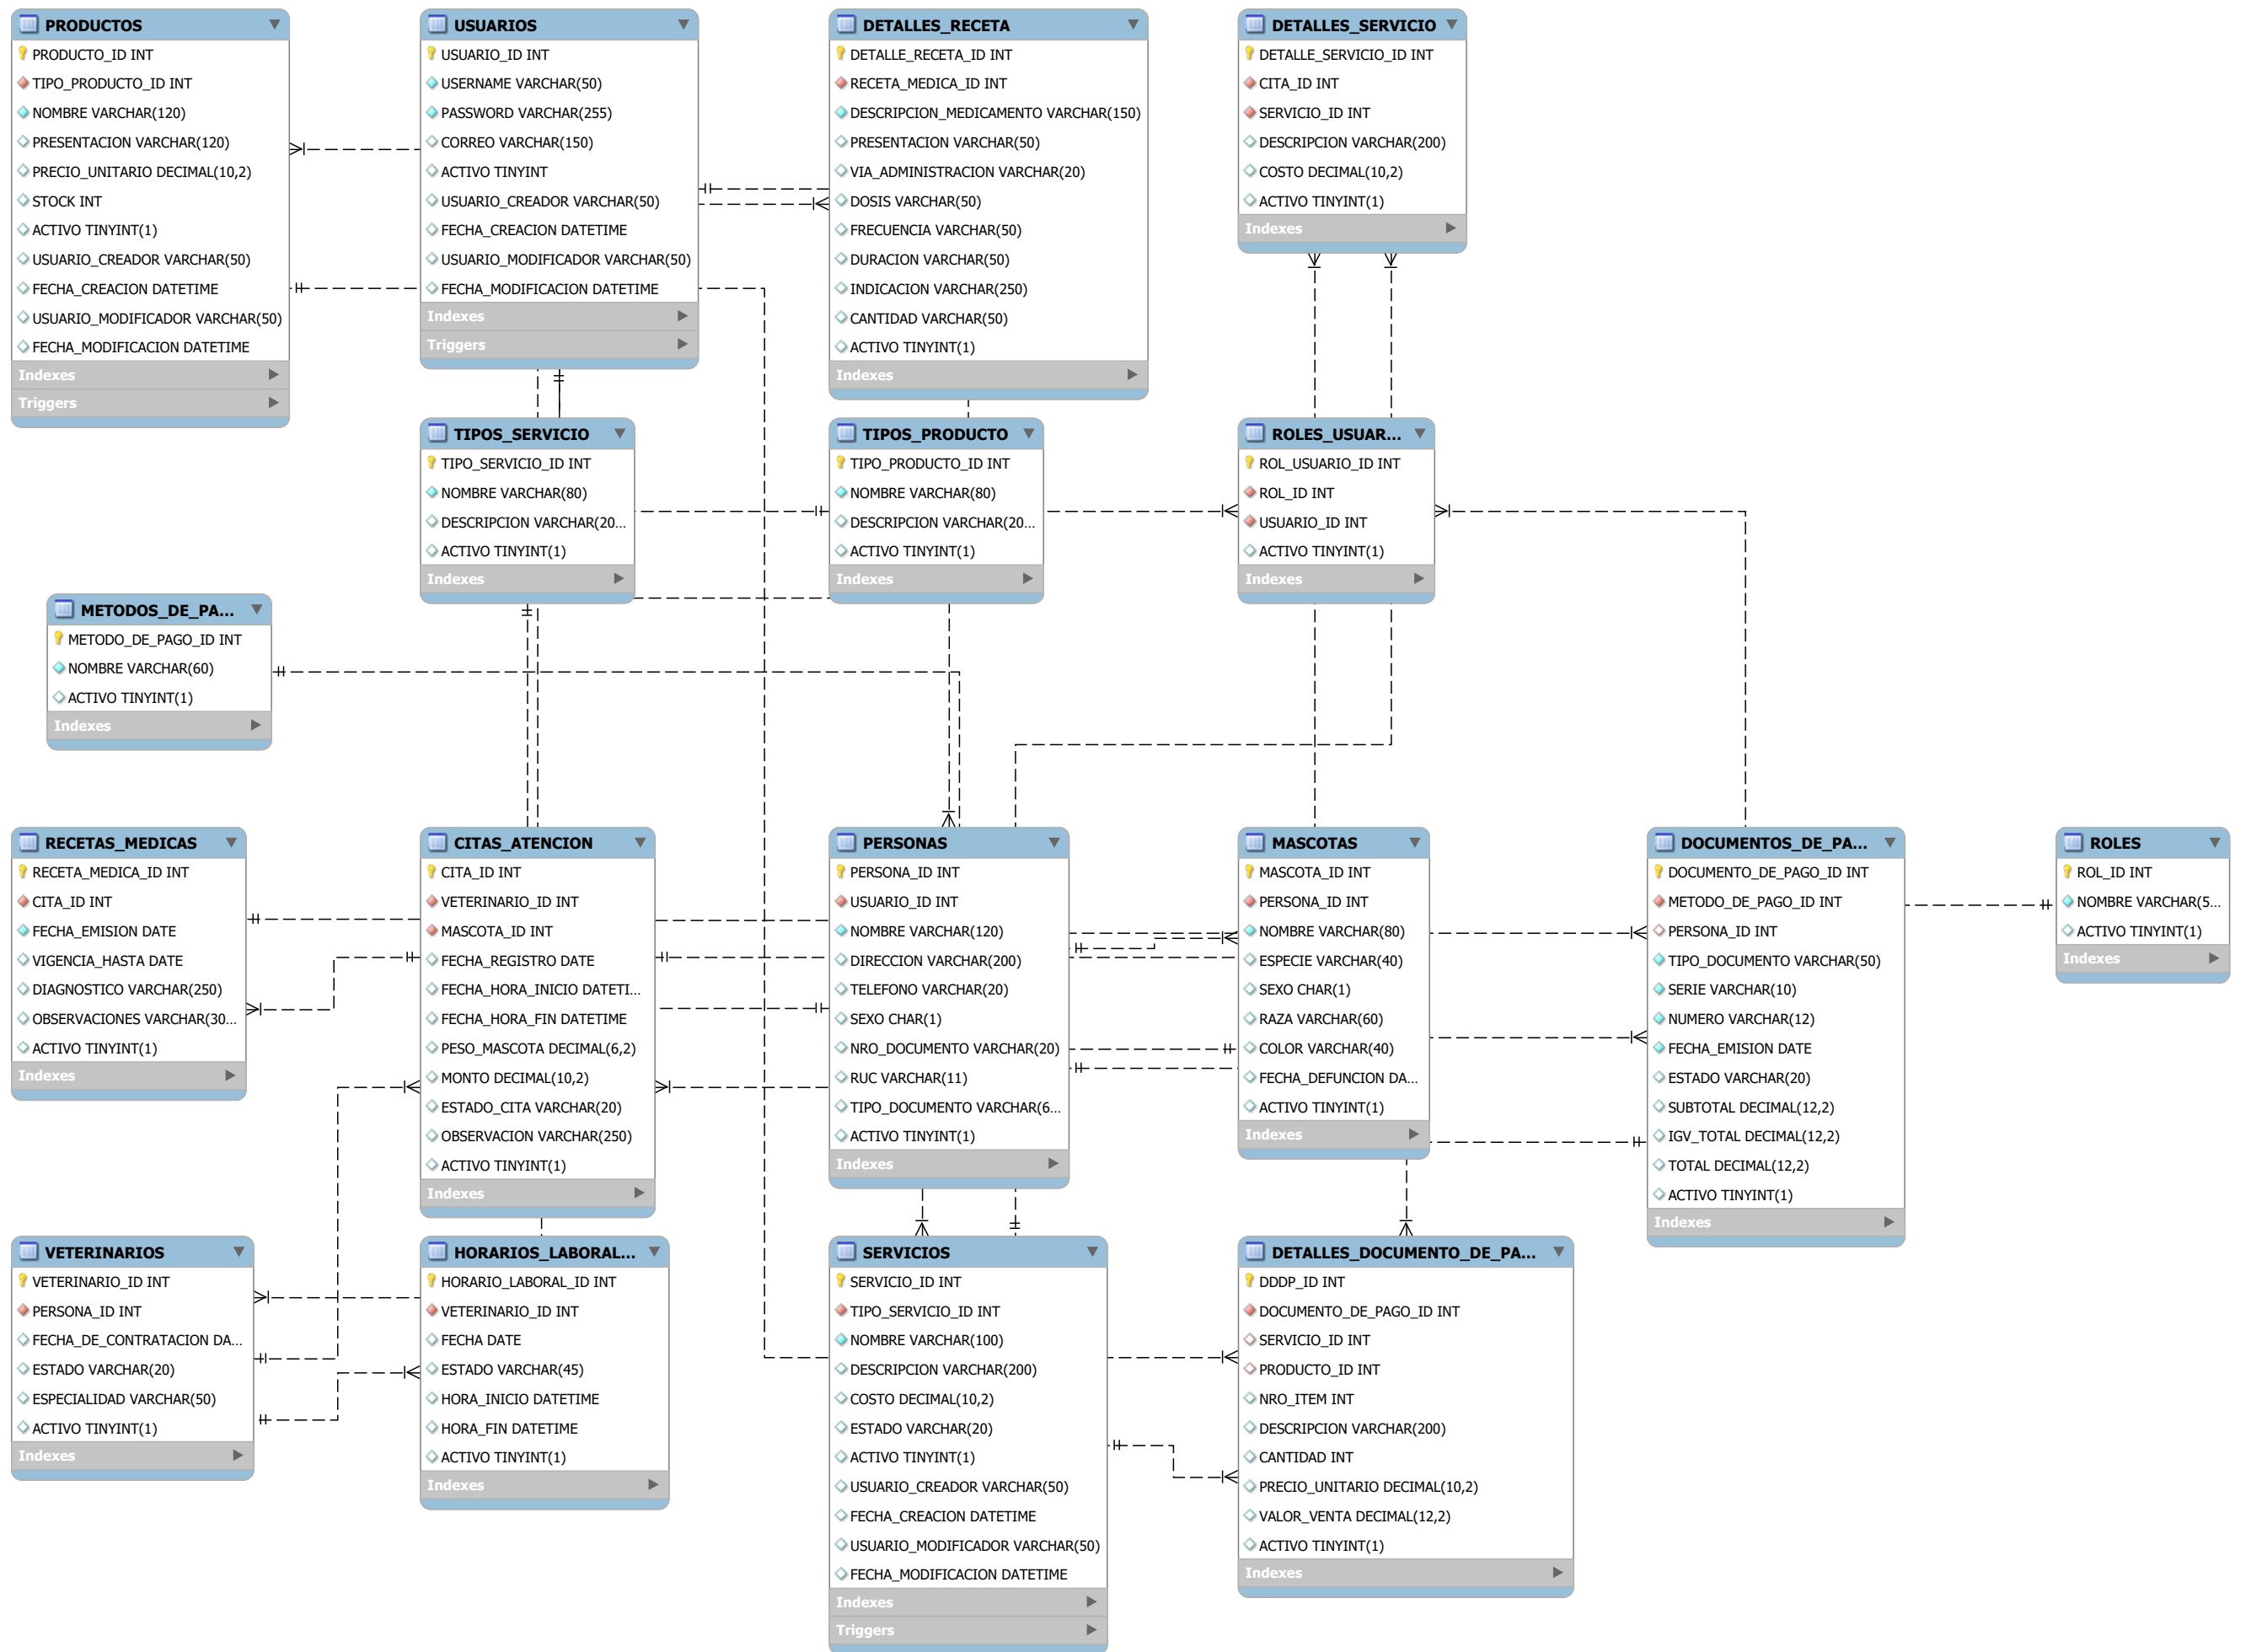 PRODUCTOS
PRODUCTO_ID INT
TIPO_PRODUCTO_ID INT
NOMBRE VARCHAR(120)
PRESENTACION VARCHAR(120)
PRECIO_UNITARIO DECIMAL(10,2)
STOCK INT
ACTIVO TINYINT(1)
USUARIO_CREADOR VARCHAR(50)
FECHA_CREACION DATETIME
USUARIO_MODIFICADOR VARCHAR(50)
FECHA_MODIFICACION DATETIME
Indexes
Triggers
USUARIOS
USUARIO_ID INT
USERNAME VARCHAR(50)
PASSWORD VARCHAR(255)
CORREO VARCHAR(150)
ACTIVO TINYINT
USUARIO_CREADOR VARCHAR(50)
FECHA_CREACION DATETIME
USUARIO_MODIFICADOR VARCHAR(50)
FECHA_MODIFICACION DATETIME
Indexes
Triggers
DETALLES_RECETA
DETALLE_RECETA_ID INT
RECETA_MEDICA_ID INT
DESCRIPCION_MEDICAMENTO VARCHAR(150)
PRESENTACION VARCHAR(50)
VIA_ADMINISTRACION VARCHAR(20)
DOSIS VARCHAR(50)
FRECUENCIA VARCHAR(50)
DURACION VARCHAR(50)
INDICACION VARCHAR(250)
CANTIDAD VARCHAR(50)
ACTIVO TINYINT(1)
Indexes
DETALLES_SERVICIO
DETALLE_SERVICIO_ID INT
CITA_ID INT
SERVICIO_ID INT
DESCRIPCION VARCHAR(200)
COSTO DECIMAL(10,2)
ACTIVO TINYINT(1)
Indexes
TIPOS_SERVICIO
TIPO_SERVICIO_ID INT
NOMBRE VARCHAR(80)
DESCRIPCION VARCHAR(20...
ACTIVO TINYINT(1)
Indexes
TIPOS_PRODUCTO
TIPO_PRODUCTO_ID INT
NOMBRE VARCHAR(80)
DESCRIPCION VARCHAR(20...
ACTIVO TINYINT(1)
Indexes
ROLES_USUAR...
ROL_USUARIO_ID INT
ROL_ID INT
USUARIO_ID INT
ACTIVO TINYINT(1)
Indexes
METODOS_DE_PA...
METODO_DE_PAGO_ID INT
NOMBRE VARCHAR(60)
ACTIVO TINYINT(1)
Indexes
RECETAS_MEDICAS
RECETA_MEDICA_ID INT
CITA_ID INT
FECHA_EMISION DATE
VIGENCIA_HASTA DATE
DIAGNOSTICO VARCHAR(250)
OBSERVACIONES VARCHAR(30...
ACTIVO TINYINT(1)
Indexes
CITAS_ATENCION
CITA_ID INT
VETERINARIO_ID INT
MASCOTA_ID INT
FECHA_REGISTRO DATE
FECHA_HORA_INICIO DATETI...
FECHA_HORA_FIN DATETIME
PESO_MASCOTA DECIMAL(6,2)
MONTO DECIMAL(10,2)
ESTADO_CITA VARCHAR(20)
OBSERVACION VARCHAR(250)
ACTIVO TINYINT(1)
Indexes
PERSONAS
PERSONA_ID INT
USUARIO_ID INT
NOMBRE VARCHAR(120)
DIRECCION VARCHAR(200)
TELEFONO VARCHAR(20)
SEXO CHAR(1)
NRO_DOCUMENTO VARCHAR(20)
RUC VARCHAR(11)
TIPO_DOCUMENTO VARCHAR(6...
ACTIVO TINYINT(1)
Indexes
MASCOTAS
MASCOTA_ID INT
PERSONA_ID INT
NOMBRE VARCHAR(80)
ESPECIE VARCHAR(40)
SEXO CHAR(1)
RAZA VARCHAR(60)
COLOR VARCHAR(40)
FECHA_DEFUNCION DA...
ACTIVO TINYINT(1)
Indexes
DOCUMENTOS_DE_PA...
DOCUMENTO_DE_PAGO_ID INT
METODO_DE_PAGO_ID INT
PERSONA_ID INT
TIPO_DOCUMENTO VARCHAR(50)
SERIE VARCHAR(10)
NUMERO VARCHAR(12)
FECHA_EMISION DATE
ESTADO VARCHAR(20)
SUBTOTAL DECIMAL(12,2)
IGV_TOTAL DECIMAL(12,2)
TOTAL DECIMAL(12,2)
ACTIVO TINYINT(1)
Indexes
ROLES
ROL_ID INT
NOMBRE VARCHAR(5...
ACTIVO TINYINT(1)
Indexes
VETERINARIOS
VETERINARIO_ID INT
PERSONA_ID INT
FECHA_DE_CONTRATACION DA...
ESTADO VARCHAR(20)
ESPECIALIDAD VARCHAR(50)
ACTIVO TINYINT(1)
Indexes
HORARIOS_LABORAL...
HORARIO_LABORAL_ID INT
VETERINARIO_ID INT
FECHA DATE
ESTADO VARCHAR(45)
HORA_INICIO DATETIME
HORA_FIN DATETIME
ACTIVO TINYINT(1)
Indexes
SERVICIOS
SERVICIO_ID INT
TIPO_SERVICIO_ID INT
NOMBRE VARCHAR(100)
DESCRIPCION VARCHAR(200)
COSTO DECIMAL(10,2)
ESTADO VARCHAR(20)
ACTIVO TINYINT(1)
USUARIO_CREADOR VARCHAR(50)
FECHA_CREACION DATETIME
USUARIO_MODIFICADOR VARCHAR(50)
FECHA_MODIFICACION DATETIME
Indexes
Triggers
DETALLES_DOCUMENTO_DE_PA...
DDDP_ID INT
DOCUMENTO_DE_PAGO_ID INT
SERVICIO_ID INT
PRODUCTO_ID INT
NRO_ITEM INT
DESCRIPCION VARCHAR(200)
CANTIDAD INT
PRECIO_UNITARIO DECIMAL(10,2)
VALOR_VENTA DECIMAL(12,2)
ACTIVO TINYINT(1)
Indexes